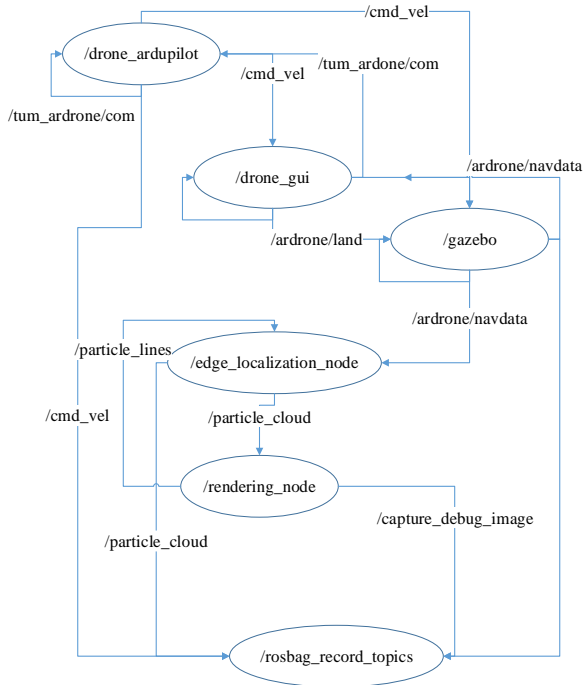 /cmd_vel
/drone_ardupilot
/tum_ardone/com
/cmd_vel
/tum_ardrone/com
/ardrone/navdata
/drone_gui
/ardrone/land
/gazebo
/ardrone/navdata
/particle_lines
/edge_localization_node
/cmd_vel
/particle_cloud
/rendering_node
/capture_debug_image
/particle_cloud
/rosbag_record_topics